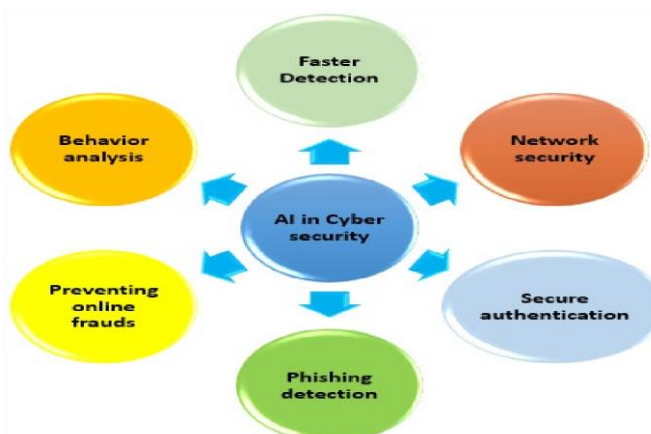 Faster
Detection
Behavior
analysis
Network
security
AI in Cyber
security
Preventing
online
frauds
Secure
authentication
Phishing
detection